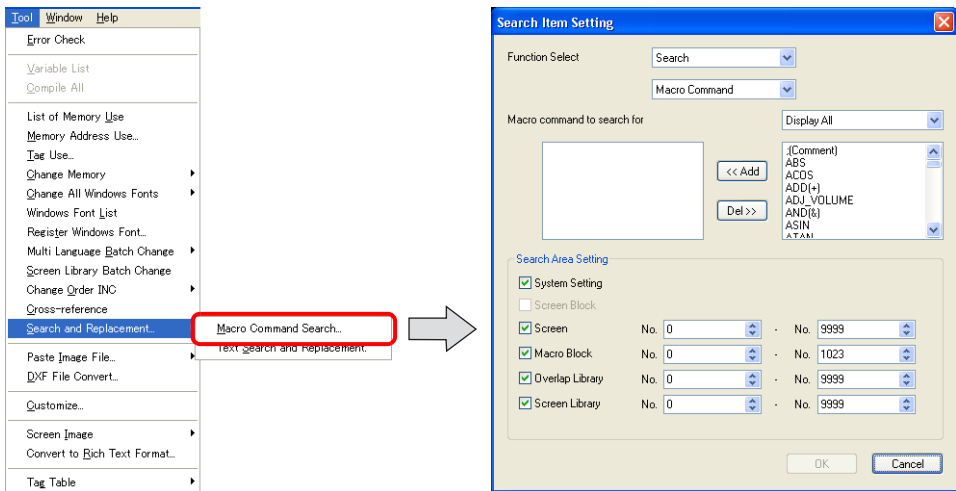 Tool Window Help
Error Check
Variable List
Compile All
List of Memory Use
Memory Address Use...
Tag Use...
Change Memory
Change All Windows Fonts
Windows Font List
Register Windows Font...
Multi Language Batch Change
Screen Library Batch Change
Change Order INC
Cross-reference
Search and Replacement...
Paste Image File...
DXF File Convert...
Customize...
Screen Image
Convert to Rich Text Format...
Tag Table
Macro Command Search...
Text Search and Replacement.
Search Item Setting
Function Select Search
Macro Command
Macro command to search for Display All
;(Comment)
ABS
ACOS
ADD(+)
ADJ_VOLUME
AND(&)
ASIN
ATAN
<< Add
Del >>
Search Area Setting
System Setting
Screen Block
Screen No. 0 - No. 9999
Macro Block No. 0 - No. 1023
Overlap Library No. 0 - No. 9999
Screen Library No. 0 - No. 9999
OK Cancel